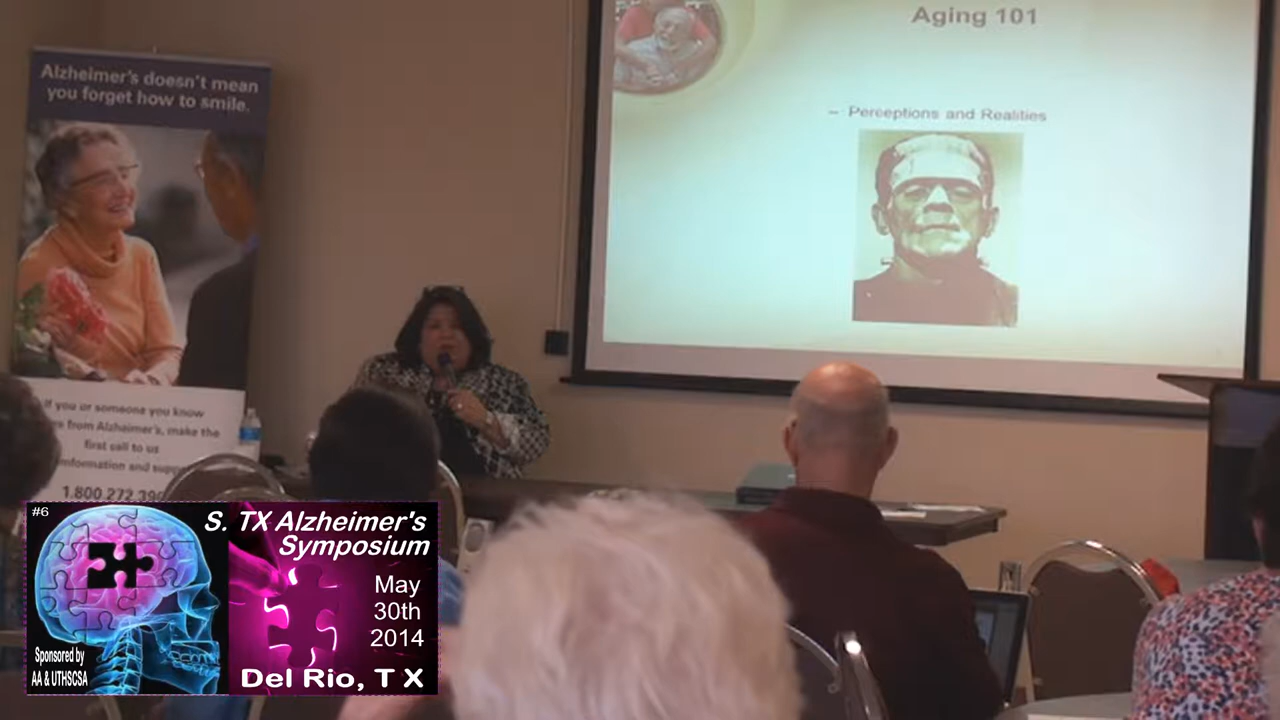 Aging 101
– Perceptions and Realities
Alzheimer's doesn't mean
you forget how to smile.
If you or someone you know
from Alzheimer's, make the
first call to us
information and
1.800.272.390
#6
S. TX Alzheimer's
Symposium
May
30th
2014
Del Rio, T X
Sponsored by
AA & UTHSCSA